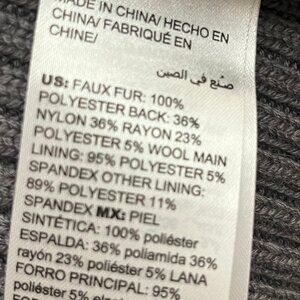 MADE IN CHINA/ HECHO EN
CHINA/ FABRIQUÉ EN
CHINE/
صنع في الصين
US: FAUX FUR: 100%
POLYESTER BACK: 36%
NYLON 36% RAYON 23%
POLYESTER 5% WOOL MAIN
LINING: 95% POLYESTER 5%
SPANDEX OTHER LINING:
89% POLYESTER 11%
SPANDEX MX: PIEL
SINTÉTICA: 100% poliéster
ESPALDA: 36% poliamida 36%
rayón 23% poliéster 5% LANA
FORRO PRINCIPAL: 95%
poliéster 5%